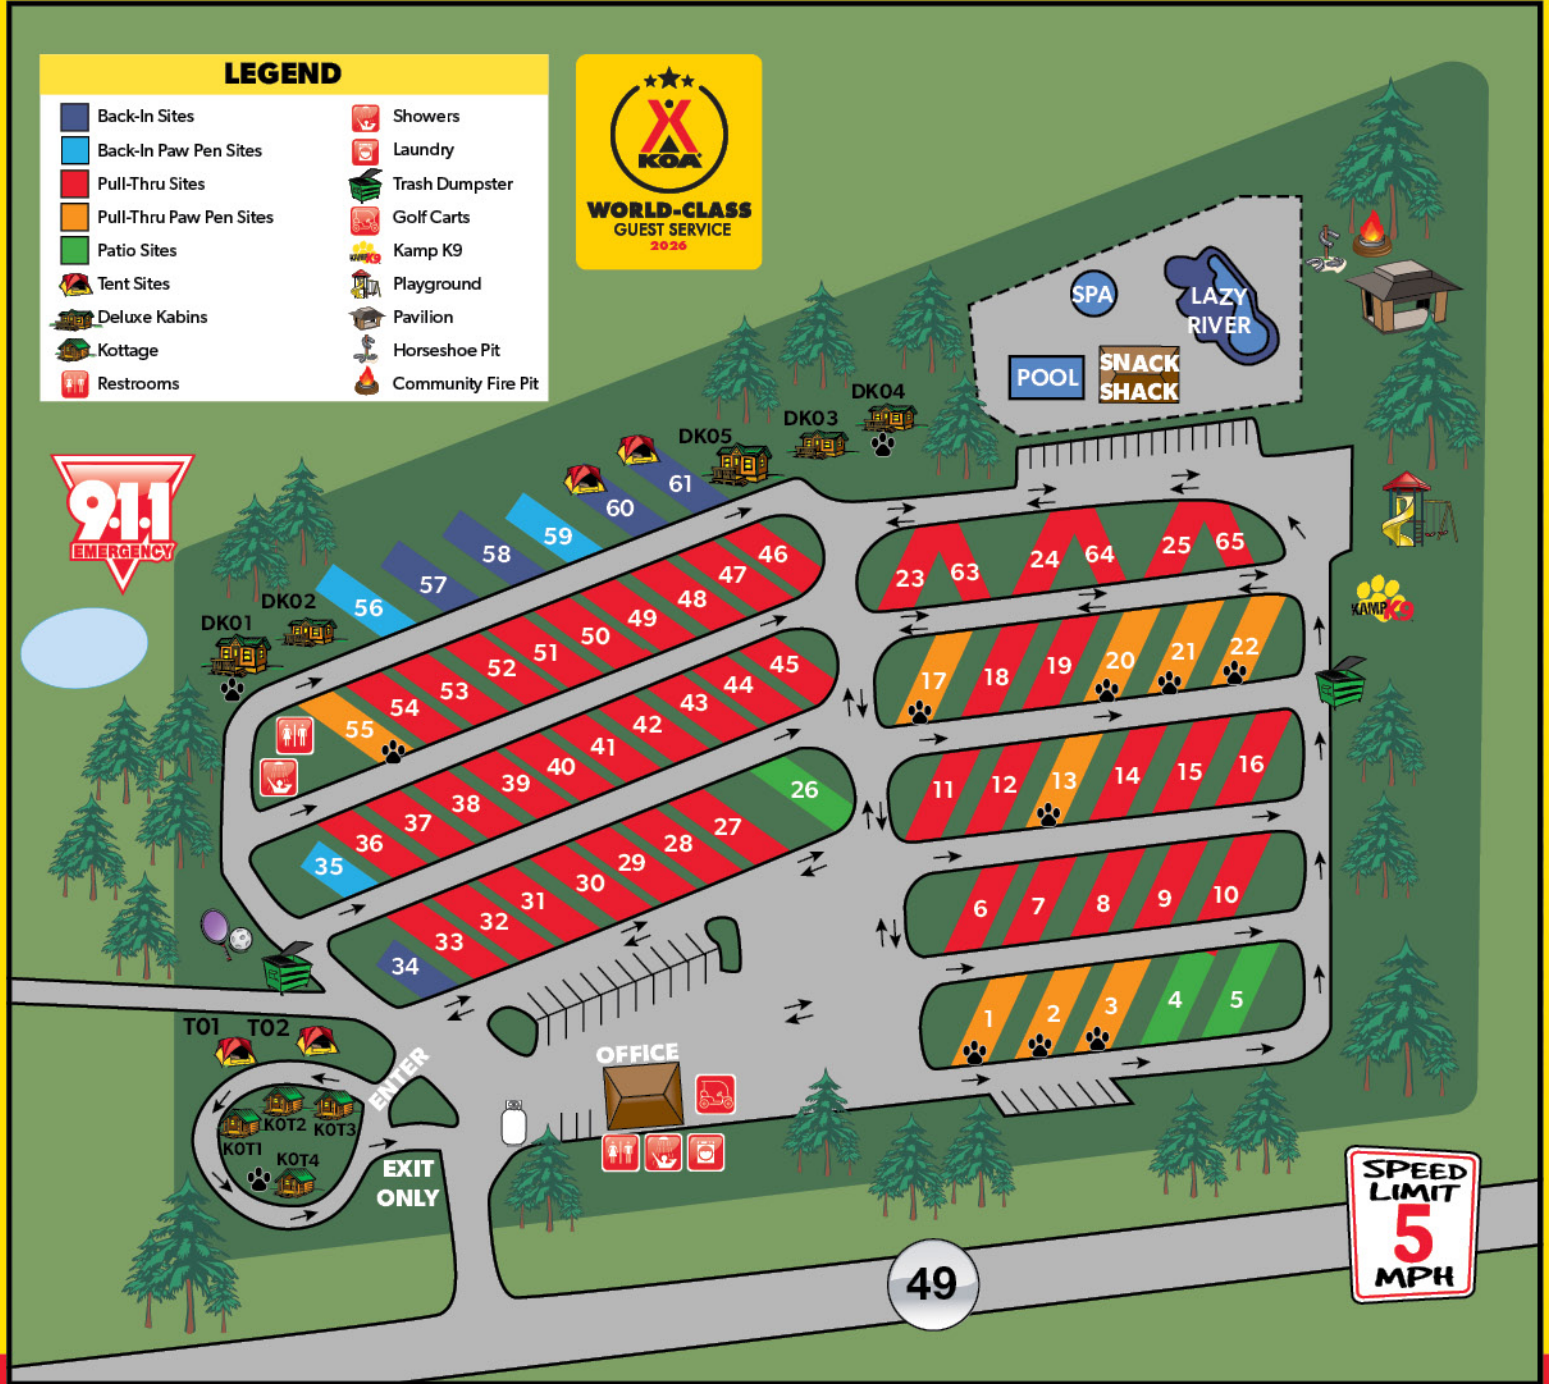 LEGEND
Back-In Sites
Back-In Paw Pen Sites
Pull-Thru Sites
Pull-Thru Paw Pen Sites
Patio Sites
Tent Sites
Deluxe Kabins
Kottage
Restrooms
Showers
Laundry
Trash Dumpster
Golf Carts
KAMP K9
Kamp K9
Playground
Pavilion
Horseshoe Pit
Community Fire Pit
KOA
WORLD-CLASS
GUEST SERVICE
2026
SPA
LAZY
RIVER
POOL
SNACK
SHACK
DK04
DK03
DK05
61
60
59
58
57
56
DK02
DK01
9-1-1
EMERGENCY
46
47
48
49
50
51
52
53
54
55
45
44
43
42
41
40
39
38
37
36
35
26
27
28
29
30
31
32
33
34
23
63
24
64
25
65
17
18
19
20
21
22
11
12
13
14
15
16
6
7
8
9
10
1
2
3
4
5
KAMP K9
T01
T02
ENTER
OFFICE
KOT1
KOT2
KOT3
KOT4
EXIT
ONLY
49
SPEED
LIMIT
5
MPH